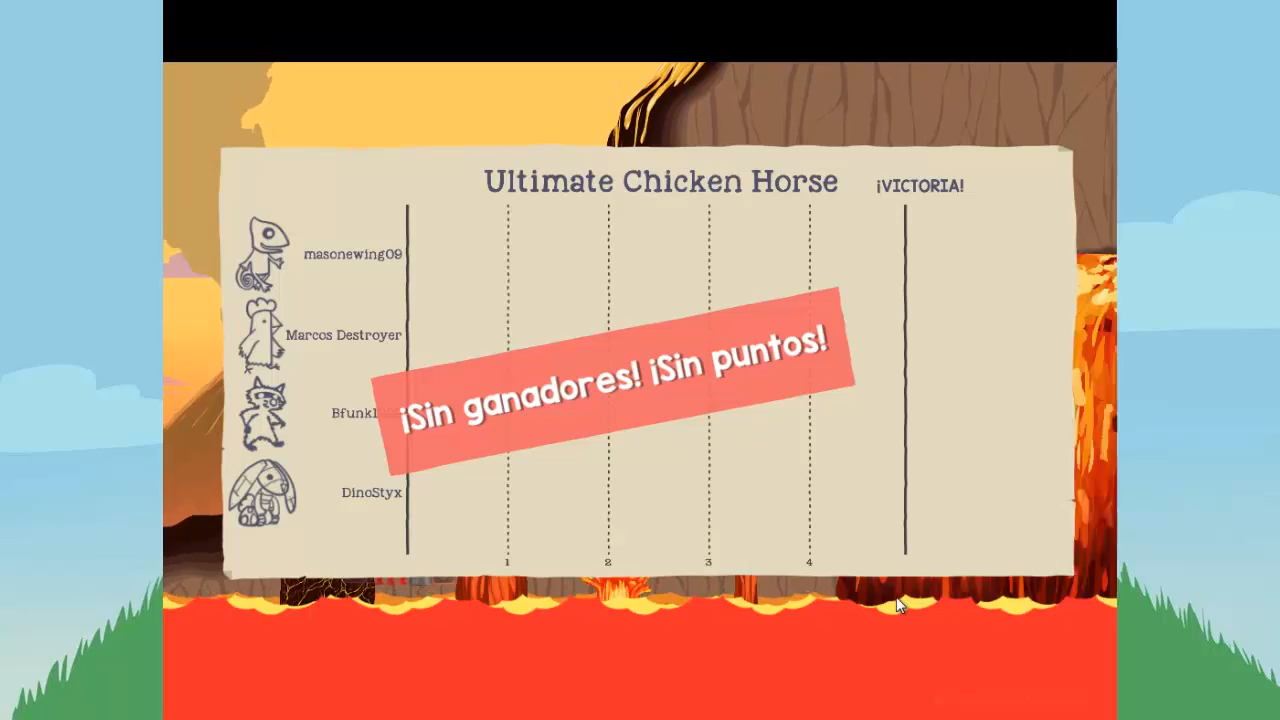 Ultimate Chicken Horse
¡VICTORIA!
masonewing09
Marcos Destroyer
¡Sin ganadores! ¡Sin puntos!
DinoStyx
1 2 3 4